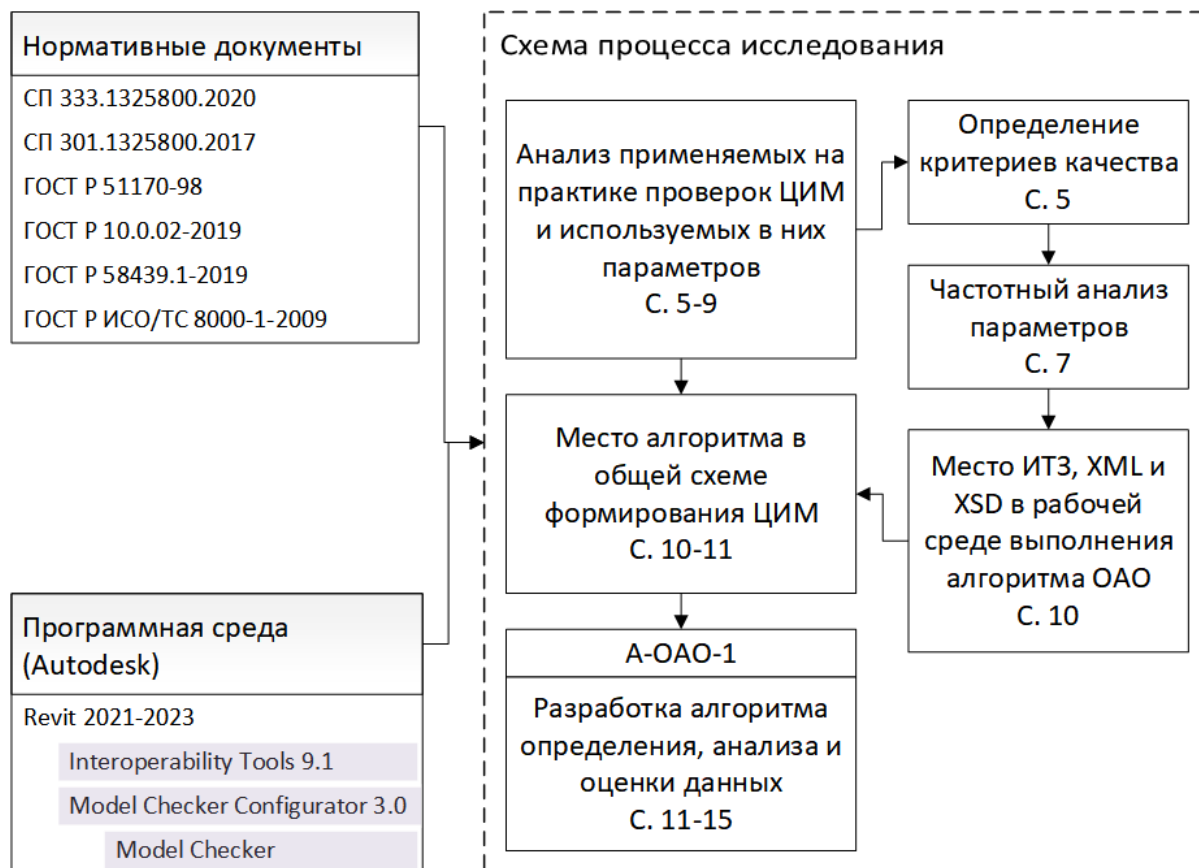 Нормативные документы
СП 333.1325800.2020
СП 301.1325800.2017
ГОСТ Р 51170-98
ГОСТ Р 10.0.02-2019
ГОСТ Р 58439.1-2019
ГОСТ Р ИСО/ТС 8000-1-2009
Программная среда
(Autodesk)
Revit 2021-2023
Interoperability Tools 9.1
Model Checker Configurator 3.0
Model Checker
Схема процесса исследования
Анализ применяемых на
практике проверок ЦИМ
и используемых в них
параметров
С. 5-9
Определение
критериев качества
С. 5
Частотный анализ
параметров
С. 7
Место ИТЗ, XML и
XSD в рабочей
среде выполнения
алгоритма ОАО
С. 10
Место алгоритма в
общей схеме
формирования ЦИМ
С. 10-11
А-ОАО-1
Разработка алгоритма
определения, анализа и
оценки данных
С. 11-15